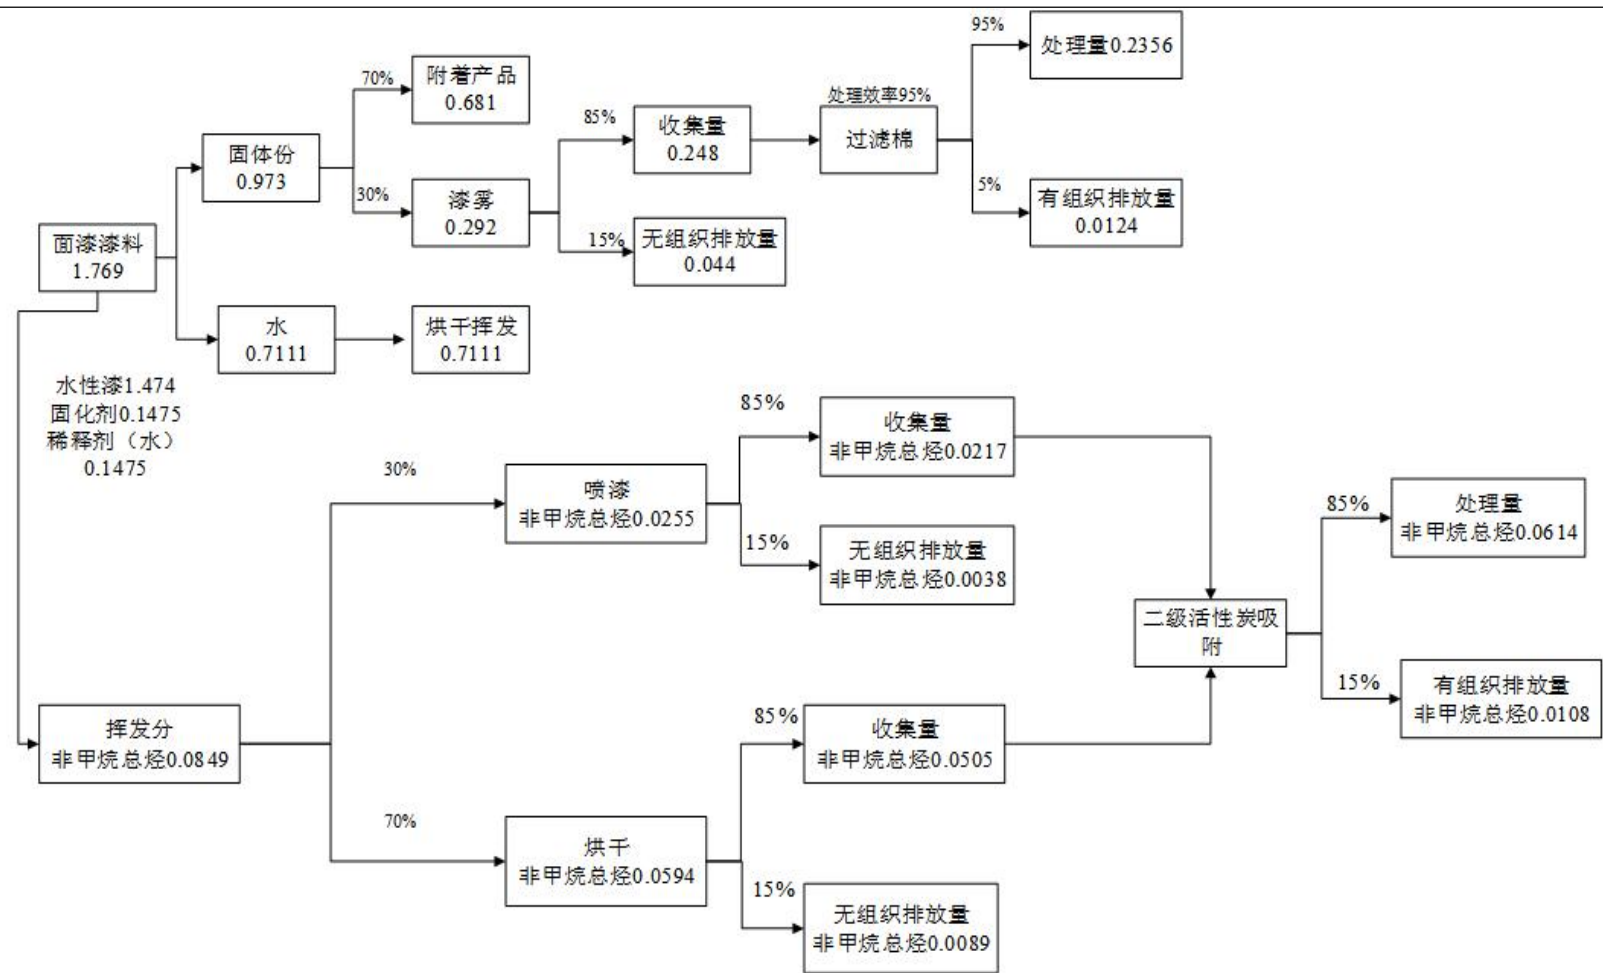 95%
处理量0.2356
70%
附着产品
0.681
处理效率95%
85%
收集量
0.248
过滤棉
固体份
0.973
30%
漆雾
0.292
5%
有组织排放量
0.0124
15%
无组织排放量
0.044
面漆漆料
1.769
水
0.7111
烘干挥发
0.7111
水性漆1.474
固化剂0.1475
稀释剂（水）
0.1475
85%
收集量
非甲烷总烃0.0217
30%
喷漆
非甲烷总烃0.0255
15%
无组织排放量
非甲烷总烃0.0038
85%
处理量
非甲烷总烃0.0614
二级活性炭吸
附
15%
有组织排放量
非甲烷总烃0.0108
挥发分
非甲烷总烃0.0849
85%
收集量
非甲烷总烃0.0505
70%
烘干
非甲烷总烃0.0594
15%
无组织排放量
非甲烷总烃0.0089